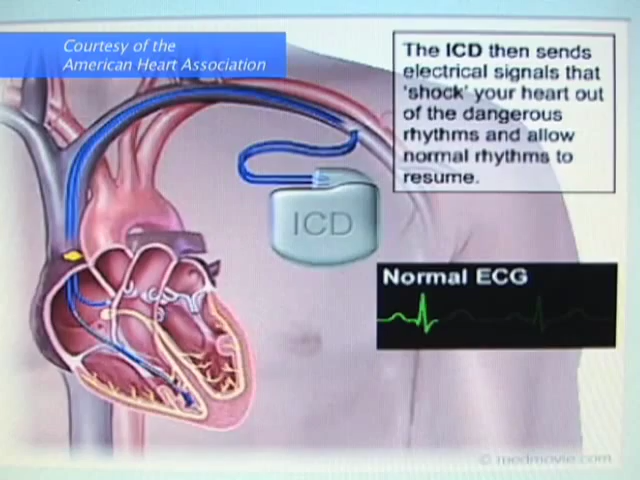 Courtesy of the
American Heart Association
The ICD then sends
electrical signals that
'shock' your heart out
of the dangerous
rhythms and allow
normal rhythms to
resume.
ICD
Normal ECG
© medmovie.com